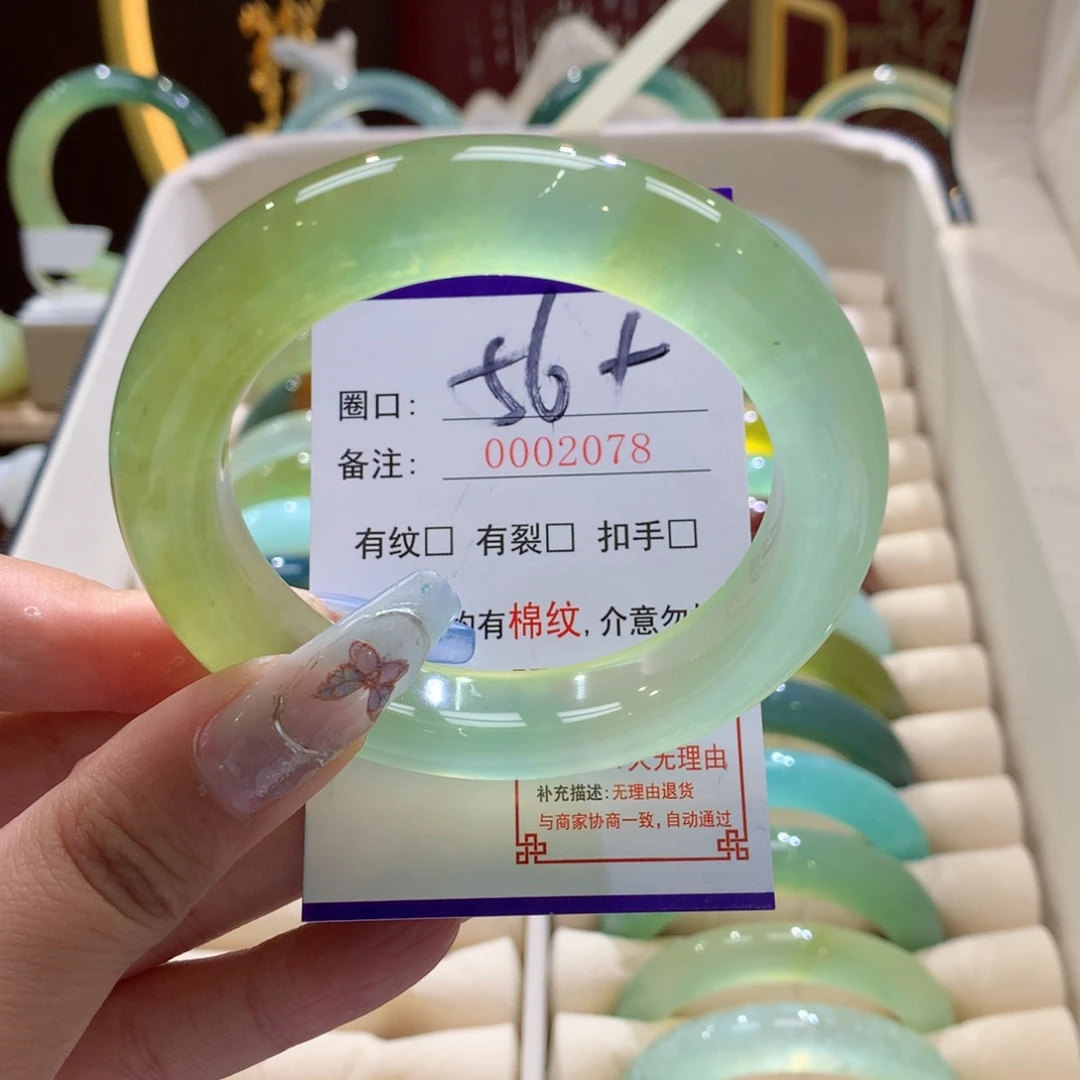 圈口: 56+
备注: 0002078
有纹□ 有裂□ 扣手□
有棉纹, 介意勿
无理由
补充描述:无理由退货
与商家协商一致, 自动通过